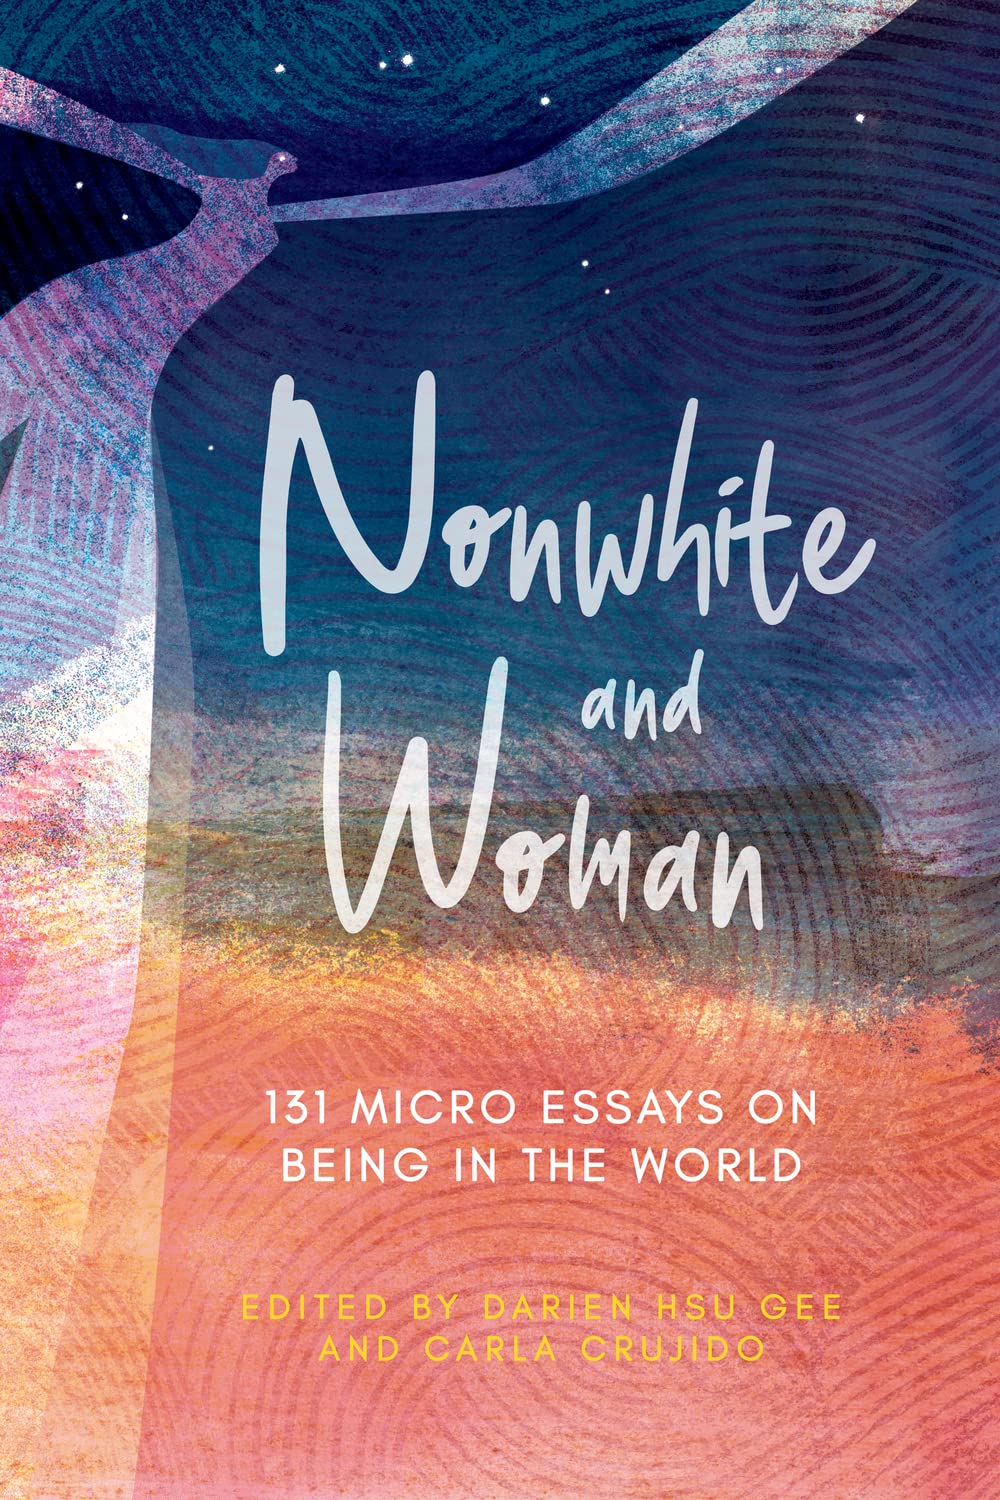 Nonwhite
and
Woman
131 MICRO ESSAYS ON
BEING IN THE WORLD
EDITED BY DARIEN HSU GEE
AND CARLA CRUJIDO